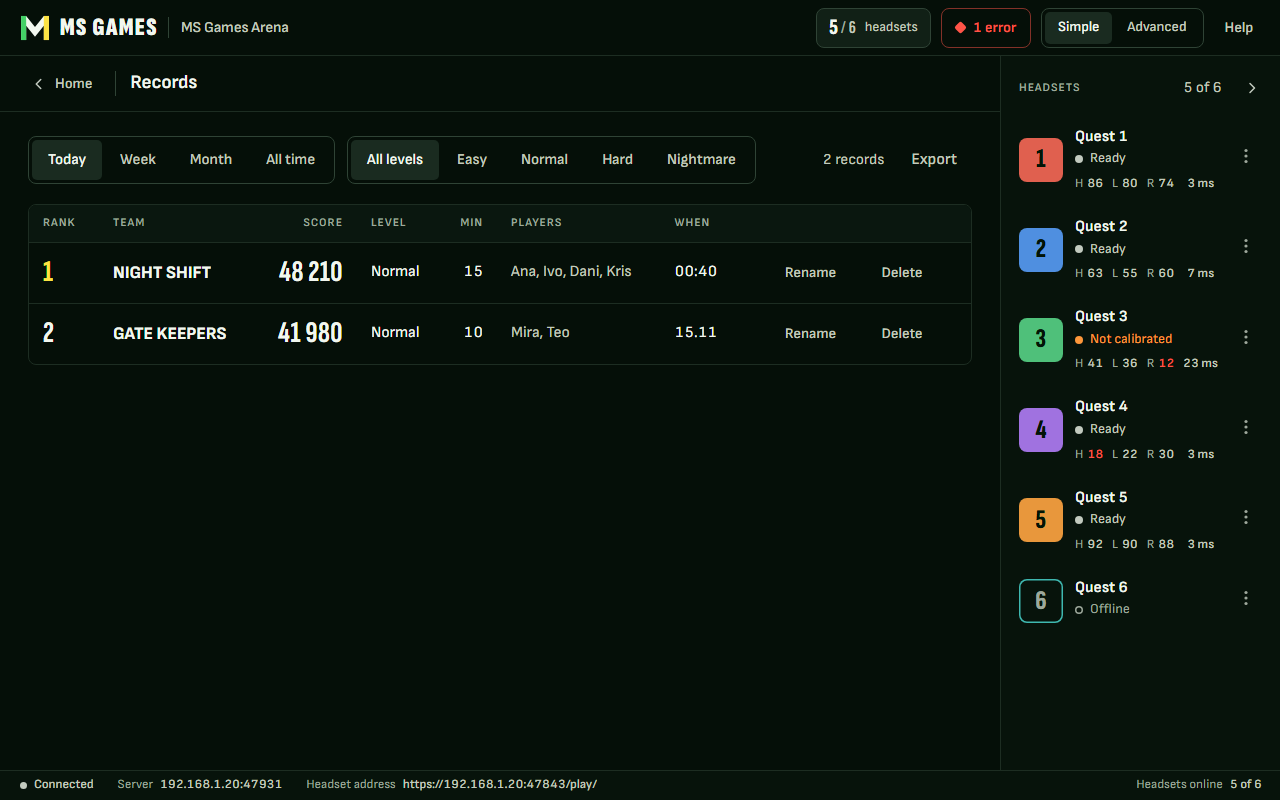 MS GAMES MS Games Arena 5 / 6 headsets 1 error Simple Advanced Help
Home Records
Today Week Month All time All levels Easy Normal Hard Nightmare 2 records Export
RANK TEAM SCORE LEVEL MIN PLAYERS WHEN
1 NIGHT SHIFT 48 210 Normal 15 Ana, Ivo, Dani, Kris 00:40 Rename Delete
2 GATE KEEPERS 41 980 Normal 10 Mira, Teo 15.11 Rename Delete
HEADSETS 5 of 6
1 Quest 1
Ready
H 86 L 80 R 74 3 ms
2 Quest 2
Ready
H 63 L 55 R 60 7 ms
3 Quest 3
Not calibrated
H 41 L 36 R 12 23 ms
4 Quest 4
Ready
H 18 L 22 R 30 3 ms
5 Quest 5
Ready
H 92 L 90 R 88 3 ms
6 Quest 6
Offline
Connected Server 192.168.1.20:47931 Headset address https://192.168.1.20:47843/play/ Headsets online 5 of 6